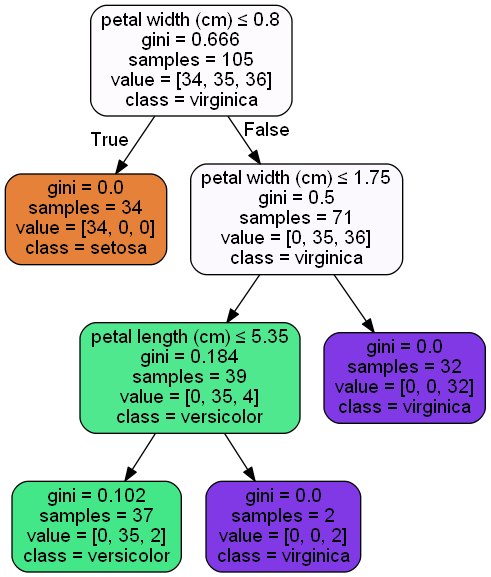 petal width (cm) ≤ 0.8
gini = 0.666
samples = 105
value = [34, 35, 36]
class = virginica
True
False
gini = 0.0
samples = 34
value = [34, 0, 0]
class = setosa
petal width (cm) ≤ 1.75
gini = 0.5
samples = 71
value = [0, 35, 36]
class = virginica
petal length (cm) ≤ 5.35
gini = 0.184
samples = 39
value = [0, 35, 4]
class = versicolor
gini = 0.0
samples = 32
value = [0, 0, 32]
class = virginica
gini = 0.102
samples = 37
value = [0, 35, 2]
class = versicolor
gini = 0.0
samples = 2
value = [0, 0, 2]
class = virginica